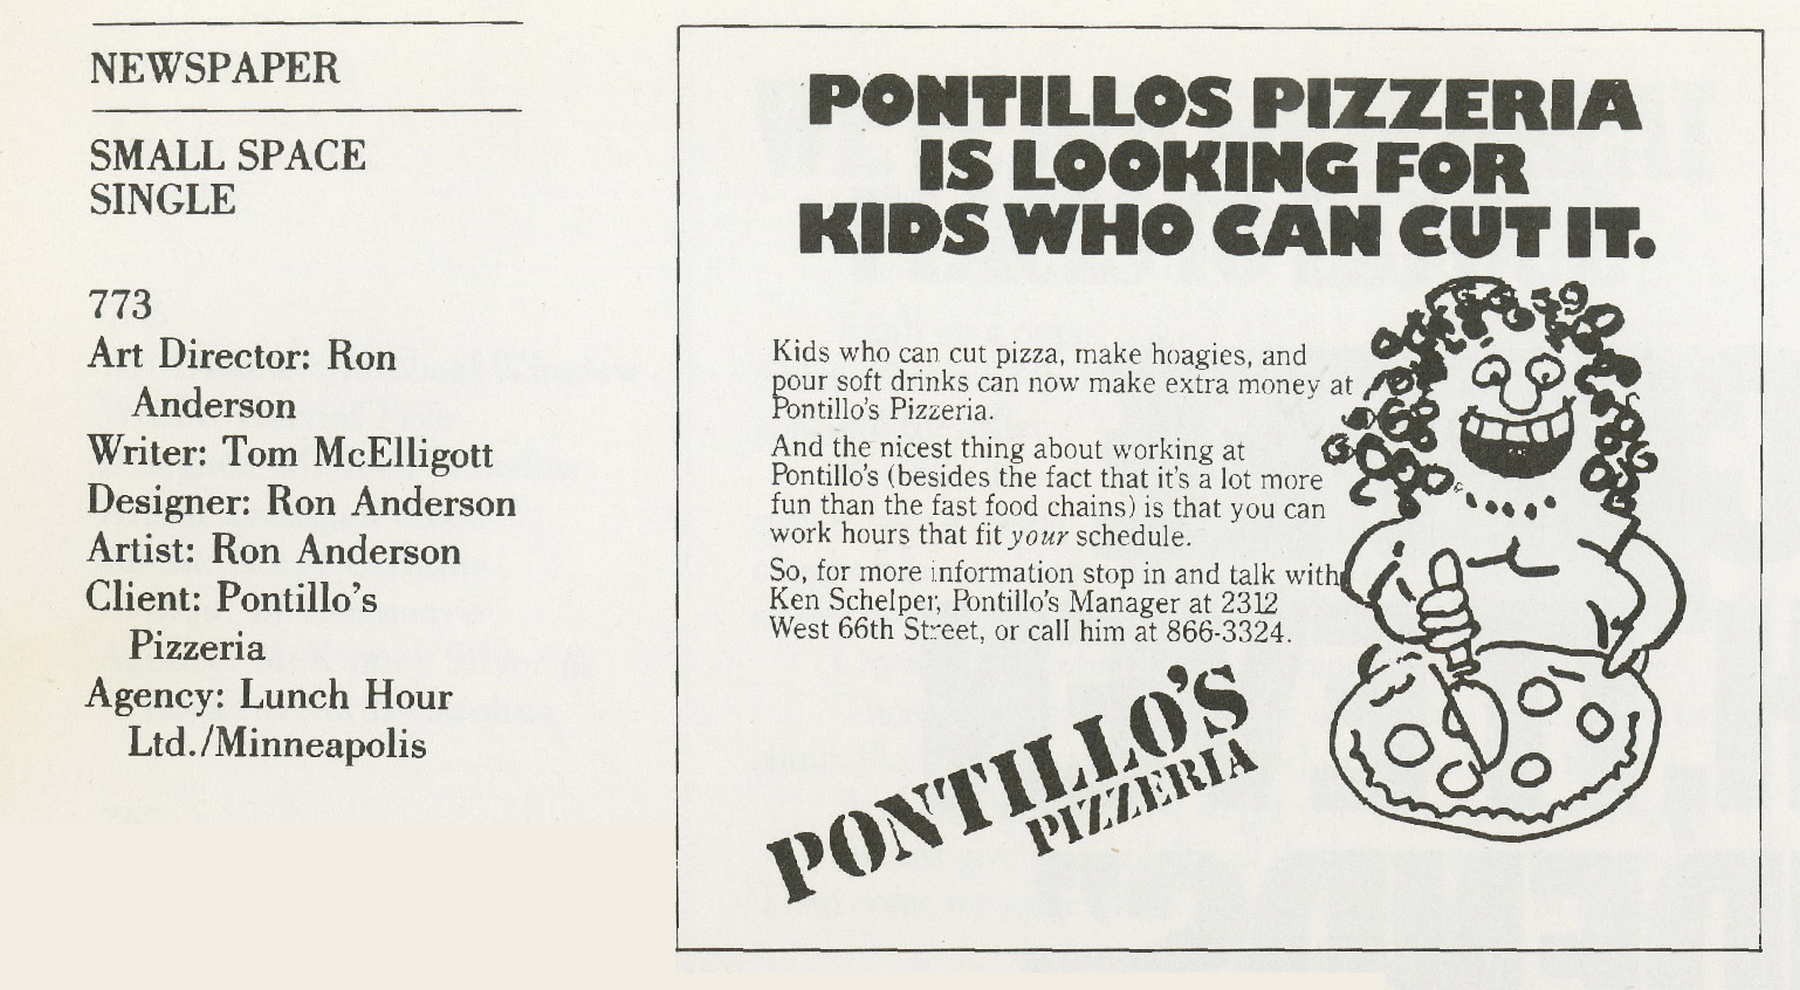 NEWSPAPER
SMALL SPACE
SINGLE
773
Art Director: Ron
Anderson
Writer: Tom McElligott
Designer: Ron Anderson
Artist: Ron Anderson
Client: Pontillo's
Pizzeria
Agency: Lunch Hour
Ltd./Minneapolis
PONTILLOS PIZZERIA
IS LOOKING FOR
KIDS WHO CAN CUT IT.
Kids who can cut pizza, make hoagies, and
pour soft drinks can now make extra money at
Pontillo's Pizzeria.
And the nicest thing about working at
Pontillo's (besides the fact that it's a lot more
fun than the fast food chains) is that you can
work hours that fit your schedule.
So, for more information stop in and talk with
Ken Schelper, Pontillo's Manager at 2312
West 66th Street, or call him at 866-3324.
PONTILLO'S
PIZZERIA